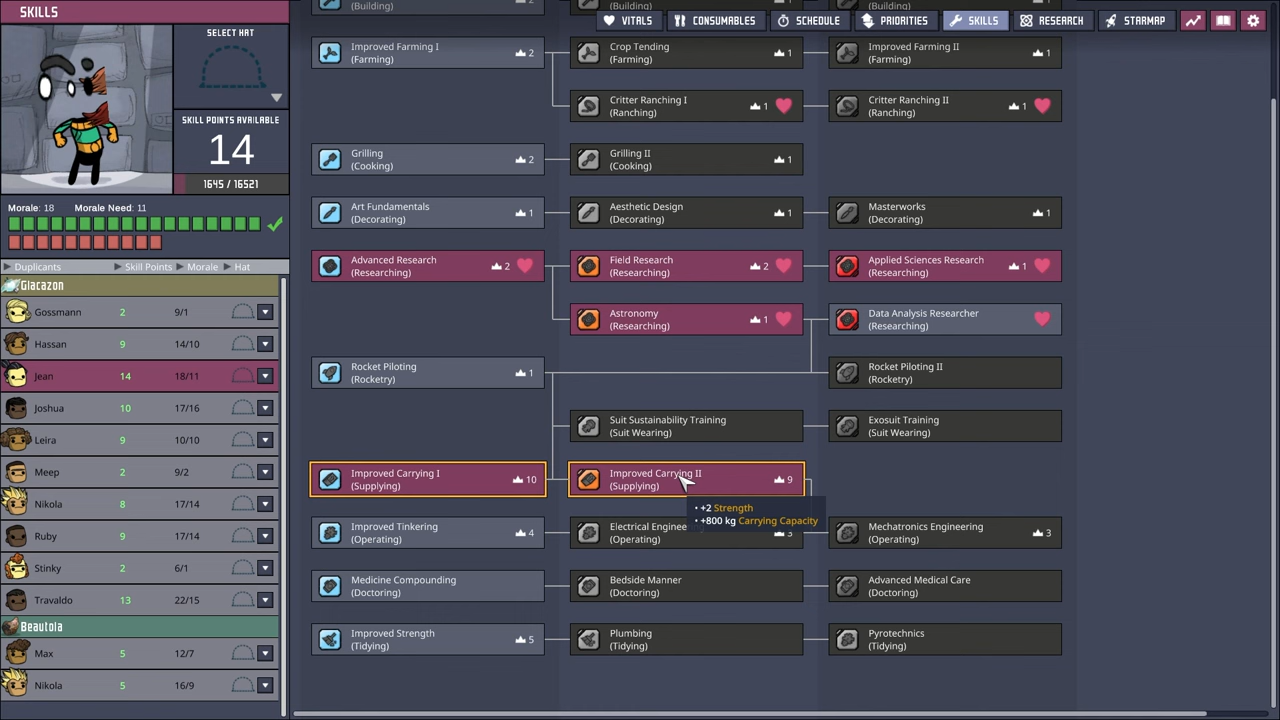 SKILLS
SELECT HAT
SKILL POINTS AVAILABLE
14
1645 / 16521
Morale: 18 Morale Need: 11
Duplicants Skill Points Morale Hat
Glacazon
Gossmann 2 9/1
Hassan 9 14/10
Jean 14 18/11
Joshua 10 17/16
Leira 9 10/10
Meep 2 9/2
Nikola 8 17/14
Ruby 9 17/14
Stinky 2 6/1
Travaldo 13 22/15
Beautola
Max 5 12/7
Nikola 5 16/9
VITALS CONSUMABLES SCHEDULE PRIORITIES SKILLS RESEARCH STARMAP
(Building) (Building) (Building)
Improved Farming I 2
(Farming)
Crop Tending 1
(Farming)
Improved Farming II 1
(Farming)
Critter Ranching I 1
(Ranching)
Critter Ranching II 1
(Ranching)
Grilling 2
(Cooking)
Grilling II 1
(Cooking)
Art Fundamentals 1
(Decorating)
Aesthetic Design 1
(Decorating)
Masterworks 1
(Decorating)
Advanced Research 2
(Researching)
Field Research 2
(Researching)
Applied Sciences Research 1
(Researching)
Astronomy 1
(Researching)
Data Analysis Researcher
(Researching)
Rocket Piloting 1
(Rocketry)
Rocket Piloting II
(Rocketry)
Suit Sustainability Training
(Suit Wearing)
Exosuit Training
(Suit Wearing)
Improved Carrying I 10
(Supplying)
Improved Carrying II 9
(Supplying)
• +2 Strength
• +800 kg Carrying Capacity
Improved Tinkering 4
(Operating)
Electrical Enginee 3
(Operating)
Mechatronics Engineering 3
(Operating)
Medicine Compounding
(Doctoring)
Bedside Manner
(Doctoring)
Advanced Medical Care
(Doctoring)
Improved Strength 5
(Tidying)
Plumbing
(Tidying)
Pyrotechnics
(Tidying)